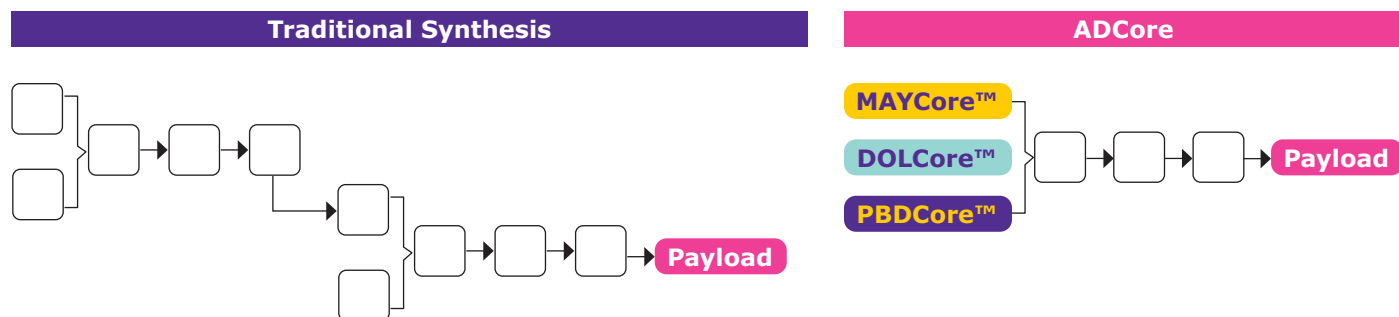 Traditional Synthesis
ADCore
MAYCore™
DOLCore™
PBDCore™
Payload
Payload